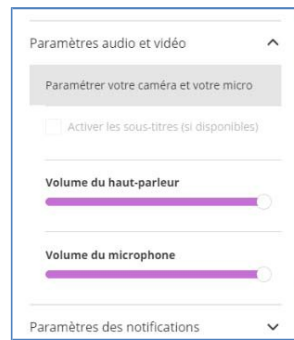 Paramètres audio et vidéo
Paramétrer votre caméra et votre micro
Activer les sous-titres (si disponibles)
Volume du haut-parleur
Volume du microphone
Paramètres des notifications